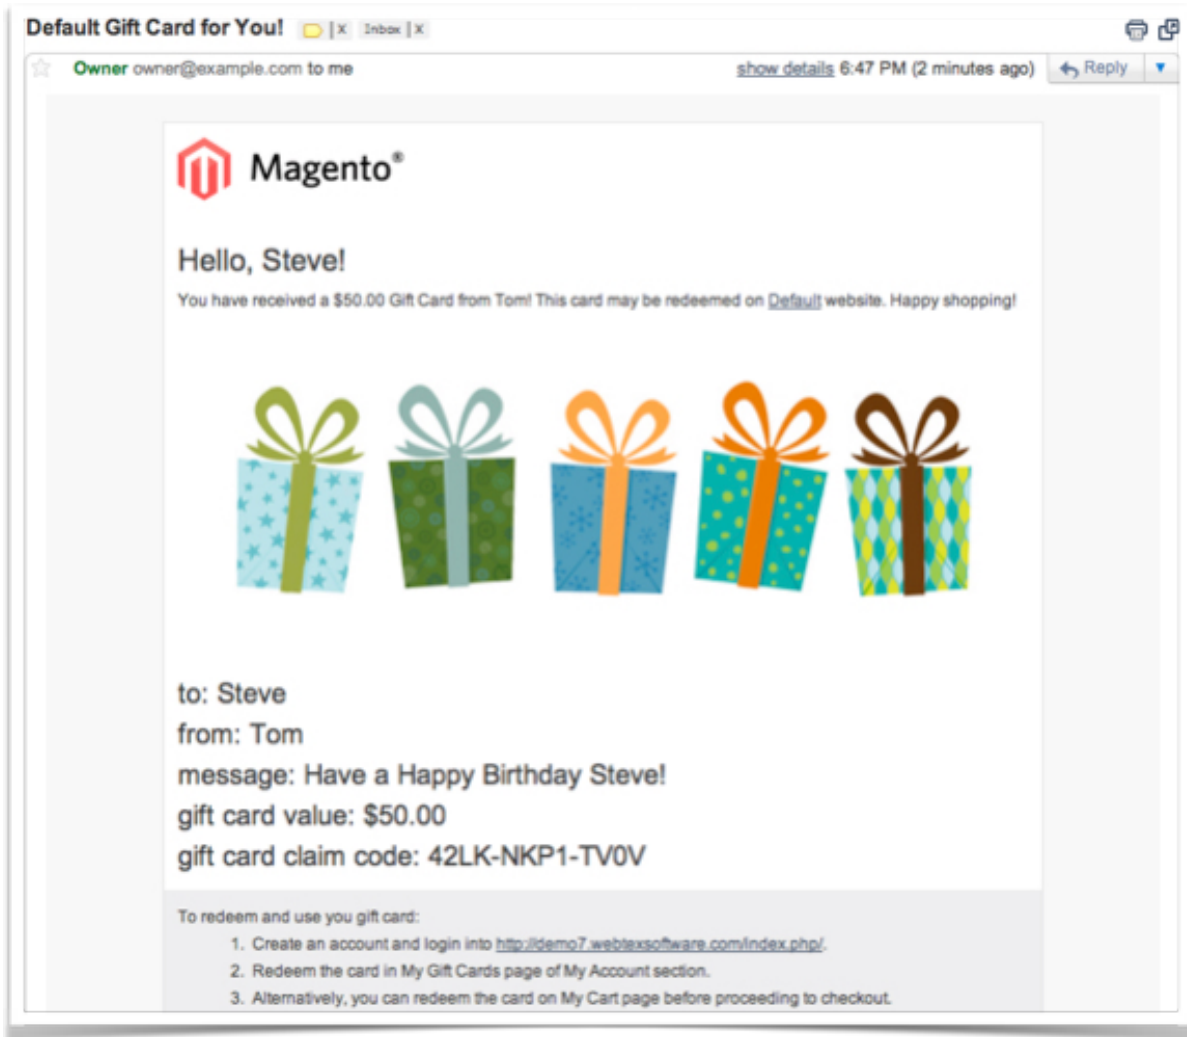 Default Gift Card for You! X Inbox X
Owner owner@example.com to me show details 6:47 PM (2 minutes ago) Reply
Magento®
Hello, Steve!
You have received a $50.00 Gift Card from Tom! This card may be redeemed on Default website. Happy shopping!
to: Steve
from: Tom
message: Have a Happy Birthday Steve!
gift card value: $50.00
gift card claim code: 42LK-NKP1-TV0V
To redeem and use you gift card:
1. Create an account and login into http://demo7.webtexsoftware.com/index.php/.
2. Redeem the card in My Gift Cards page of My Account section.
3. Alternatively, you can redeem the card on My Cart page before proceeding to checkout.